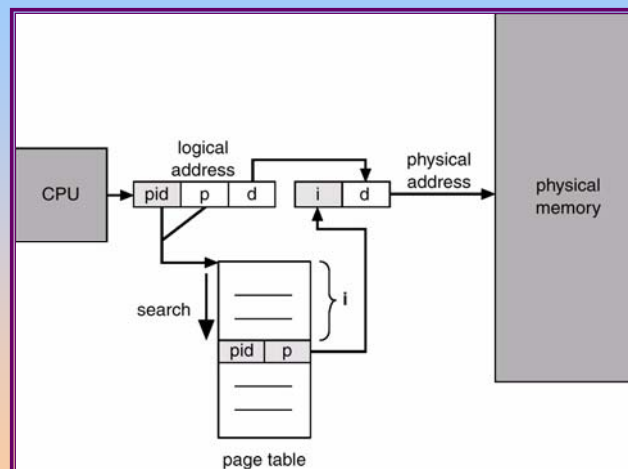 logical
address
physical
address
CPU
pid p d
i d
physical
memory
search
i
pid p
page table